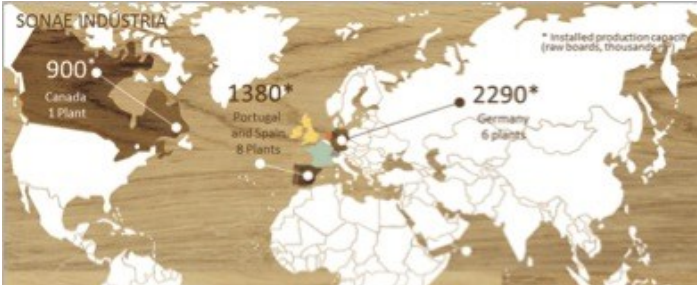 SONAE INDÚSTRIA
* Installed production capacity
(raw boards, thousands
900*
Canada
1 Plant
1380*
Portugal
and Spain
8 Plants
2290*
Germany
6 plants